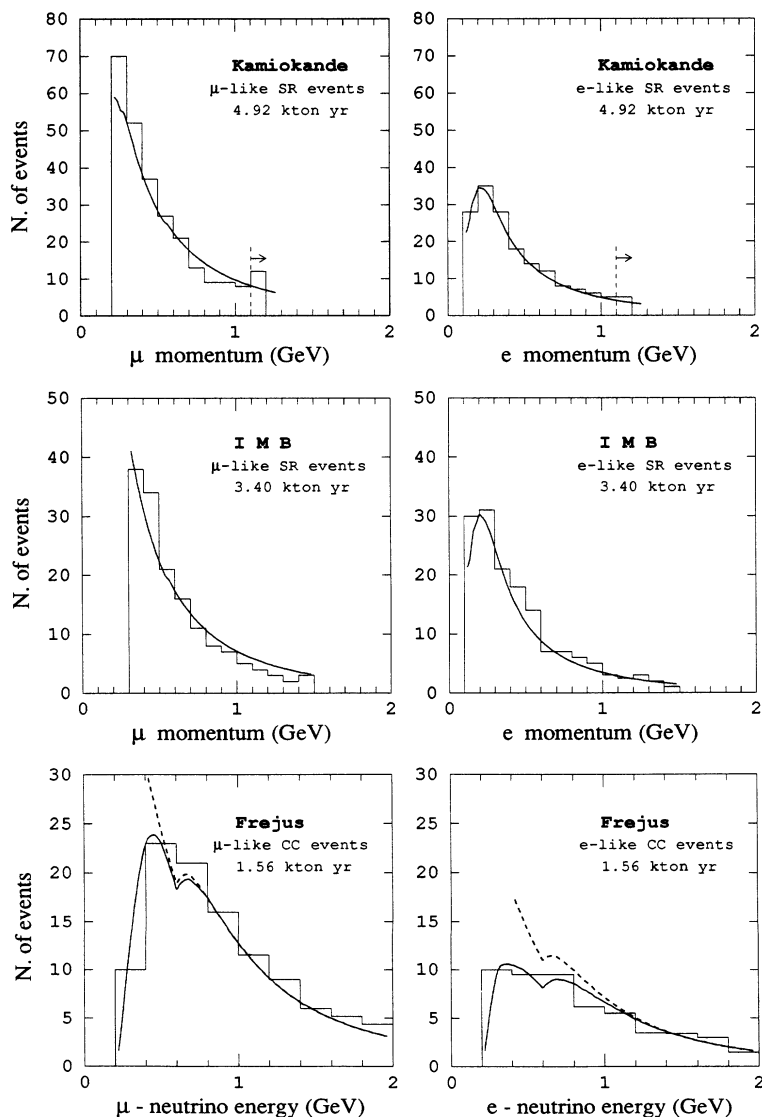 80
70
60
50
40
30
20
10
0
N. of events
Kamiokande
μ-like SR events
4.92 kton yr
0
1
2
μ momentum (GeV)
80
70
60
50
40
30
20
10
0
Kamiokande
e-like SR events
4.92 kton yr
0
1
2
e momentum (GeV)
50
40
30
20
10
0
N. of events
I M B
μ-like SR events
3.40 kton yr
0
1
2
μ momentum (GeV)
50
40
30
20
10
0
I M B
e-like SR events
3.40 kton yr
0
1
2
e momentum (GeV)
30
25
20
15
10
5
0
N. of events
Frejus
μ-like CC events
1.56 kton yr
0
1
2
μ - neutrino energy (GeV)
30
25
20
15
10
5
0
Frejus
e-like CC events
1.56 kton yr
0
1
2
e - neutrino energy (GeV)